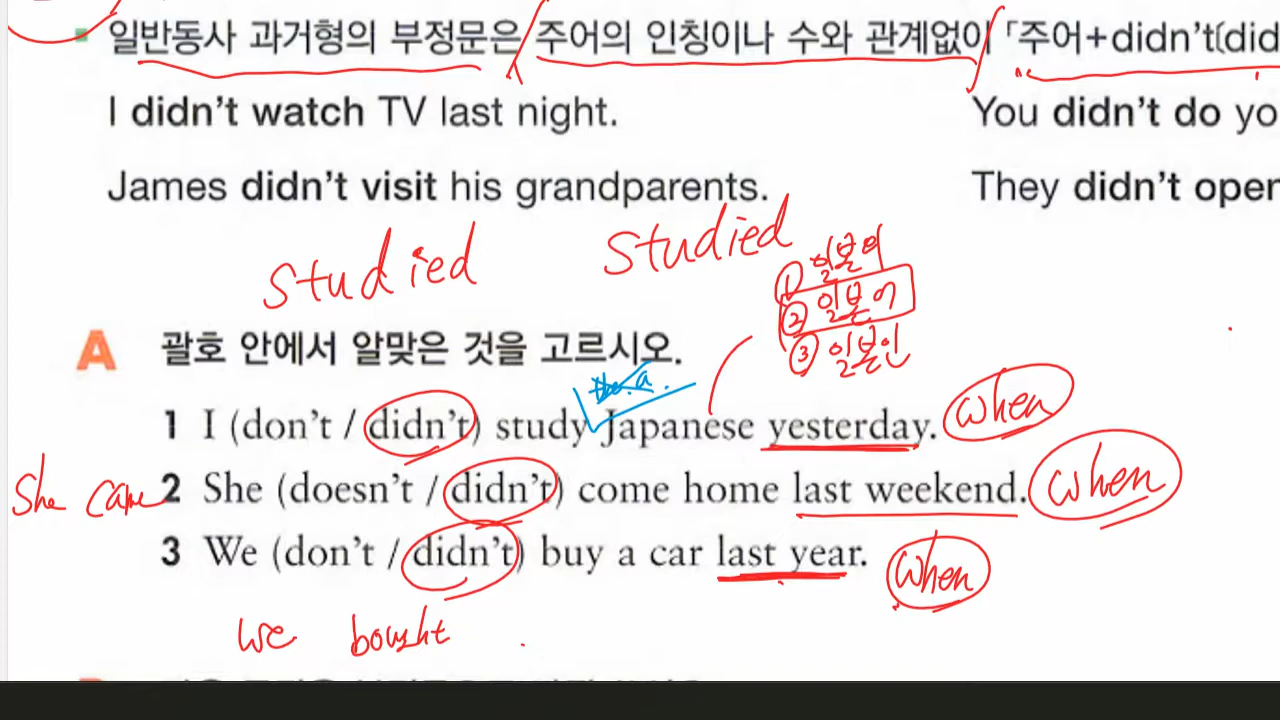 일반동사 과거형의 부정문은 주어의 인칭이나 수와 관계없이 「주어+didn't(did
I didn't watch TV last night. You didn't do yo
James didn't visit his grandparents. They didn't open
studied studied
① 일본어
② 일본어
③ 일본인
A 괄호 안에서 알맞은 것을 고르시오.
the. a.
1 I (don't / didn't) study Japanese yesterday. when
She came 2 She (doesn't / didn't) come home last weekend. when
3 We (don't / didn't) buy a car last year. when
we bought .